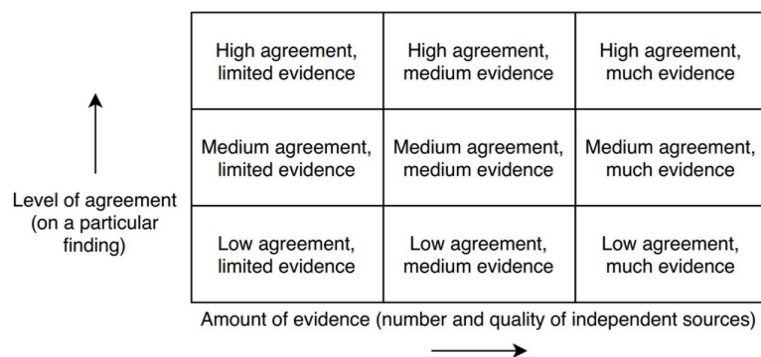 High agreement,
limited evidence
High agreement,
medium evidence
High agreement,
much evidence
Medium agreement,
limited evidence
Medium agreement,
medium evidence
Medium agreement,
much evidence
Level of agreement
(on a particular
finding)
Low agreement,
limited evidence
Low agreement,
medium evidence
Low agreement,
much evidence
Amount of evidence (number and quality of independent sources)